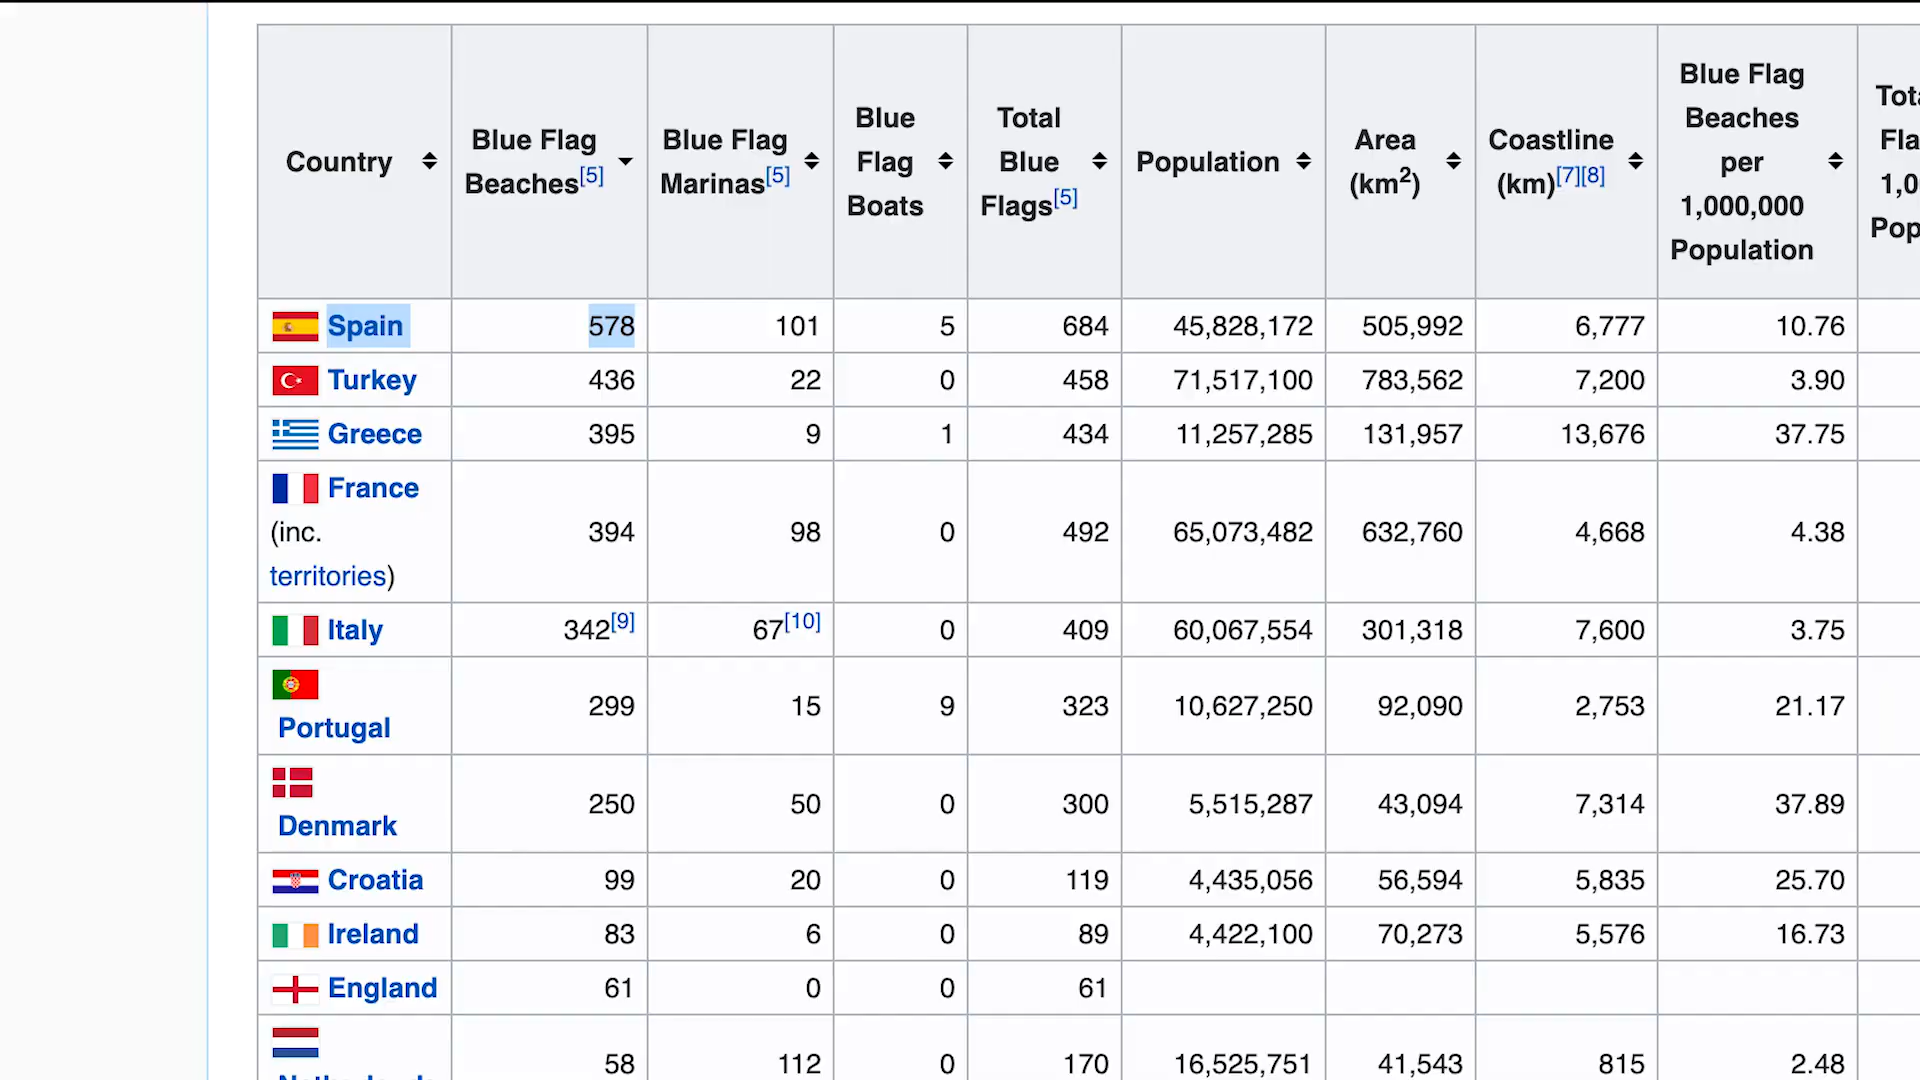 Country
Blue Flag Beaches[5]
Blue Flag Marinas[5]
Blue Flag Boats
Total Blue Flags[5]
Population
Area (km2)
Coastline (km)[7][8]
Blue Flag Beaches per 1,000,000 Population
Spain 578 101 5 684 45,828,172 505,992 6,777 10.76
Turkey 436 22 0 458 71,517,100 783,562 7,200 3.90
Greece 395 9 1 434 11,257,285 131,957 13,676 37.75
France (inc. territories) 394 98 0 492 65,073,482 632,760 4,668 4.38
Italy 342[9] 67[10] 0 409 60,067,554 301,318 7,600 3.75
Portugal 299 15 9 323 10,627,250 92,090 2,753 21.17
Denmark 250 50 0 300 5,515,287 43,094 7,314 37.89
Croatia 99 20 0 119 4,435,056 56,594 5,835 25.70
Ireland 83 6 0 89 4,422,100 70,273 5,576 16.73
England 61 0 0 61
58 112 0 170 16,525,751 41,543 815 2.48